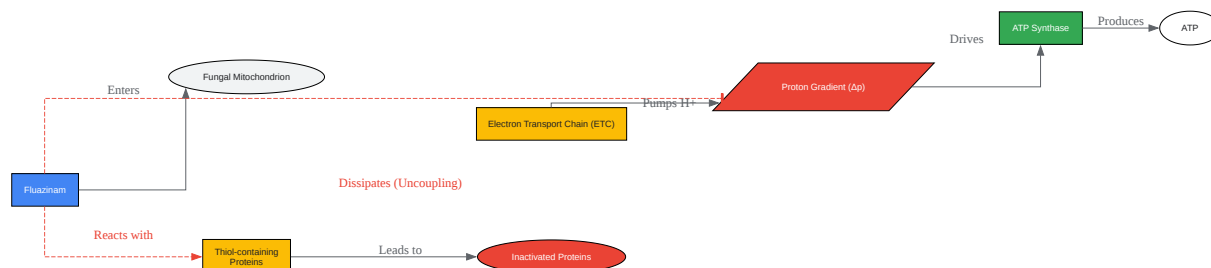 Produces
ATP Synthase
ATP
Drives
Fungal Mitochondrion
Enters
Proton Gradient (Δp)
Pumps H+
Electron Transport Chain (ETC)
Dissipates (Uncoupling)
Fluazinam
Reacts with
Thiol-containing
Proteins
Leads to
Inactivated Proteins